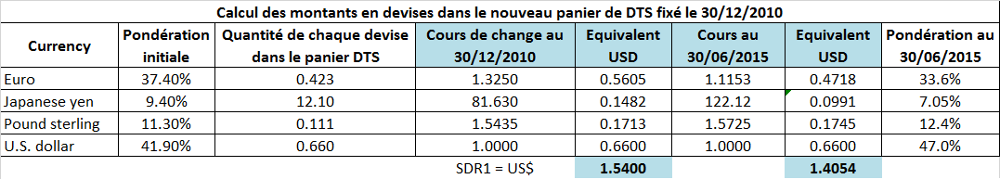 Calcul des montants en devises dans le nouveau panier de DTS fixé le 30/12/2010
Currency Pondération initiale Quantité de chaque devise dans le panier DTS Cours de change au 30/12/2010 Equivalent USD Cours au 30/06/2015 Equivalent USD Pondération au 30/06/2015
Euro 37.40% 0.423 1.3250 0.5605 1.1153 0.4718 33.6%
Japanese yen 9.40% 12.10 81.630 0.1482 122.12 0.0991 7.05%
Pound sterling 11.30% 0.111 1.5435 0.1713 1.5725 0.1745 12.4%
U.S. dollar 41.90% 0.660 1.0000 0.6600 1.0000 0.6600 47.0%
SDR1 = US$ 1.5400 1.4054